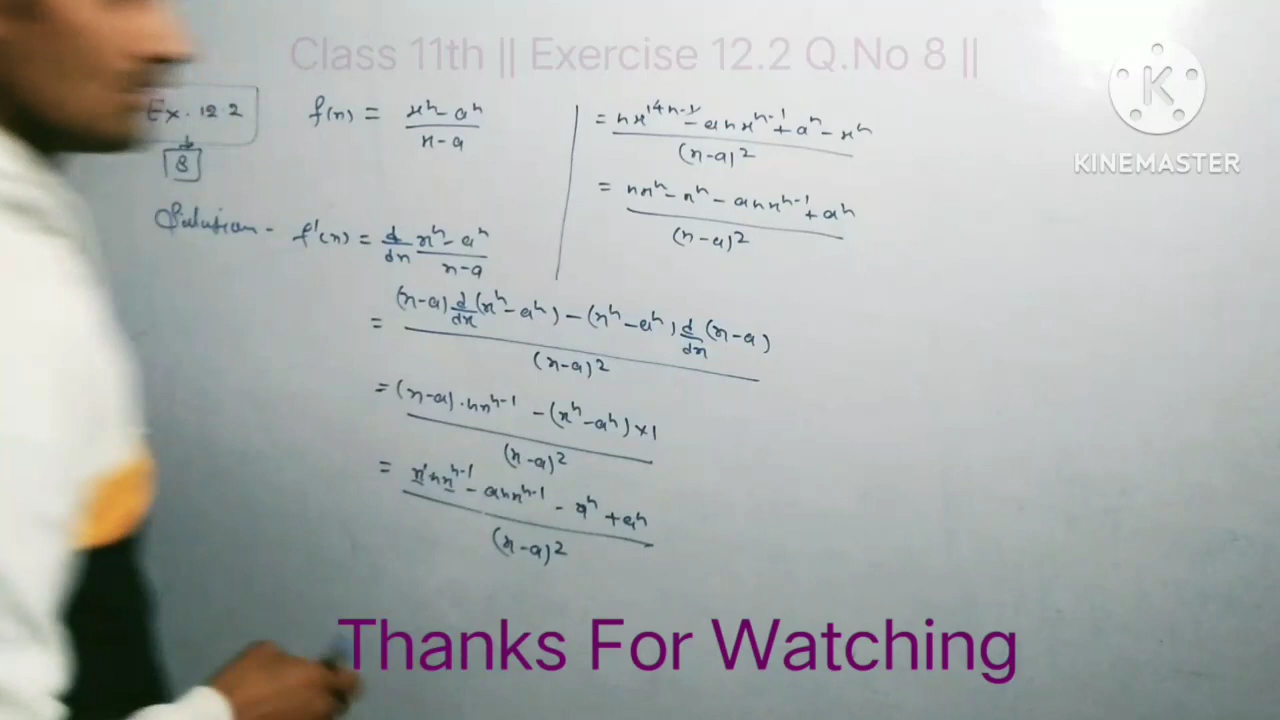 Class 11th || Exercise 12.2 Q.No 8 ||
KINEMASTER
Ex. 12.2
8
f(x) = xⁿ - aⁿ / x - a
Solution - f'(x) = d/dx xⁿ - aⁿ / x - a
= (x-a) d/dx (xⁿ - aⁿ) - (xⁿ - aⁿ) d/dx (x-a) / (x-a)²
= (x-a) · nxⁿ⁻¹ - (xⁿ - aⁿ) × 1 / (x-a)²
= x¹·nxⁿ⁻¹ - anxⁿ⁻¹ - xⁿ + aⁿ / (x-a)²
= nx¹⁺ⁿ⁻¹ - anxⁿ⁻¹ + aⁿ - xⁿ / (x-a)²
= nxⁿ - xⁿ - anxⁿ⁻¹ + aⁿ / (x-a)²
Thanks For Watching